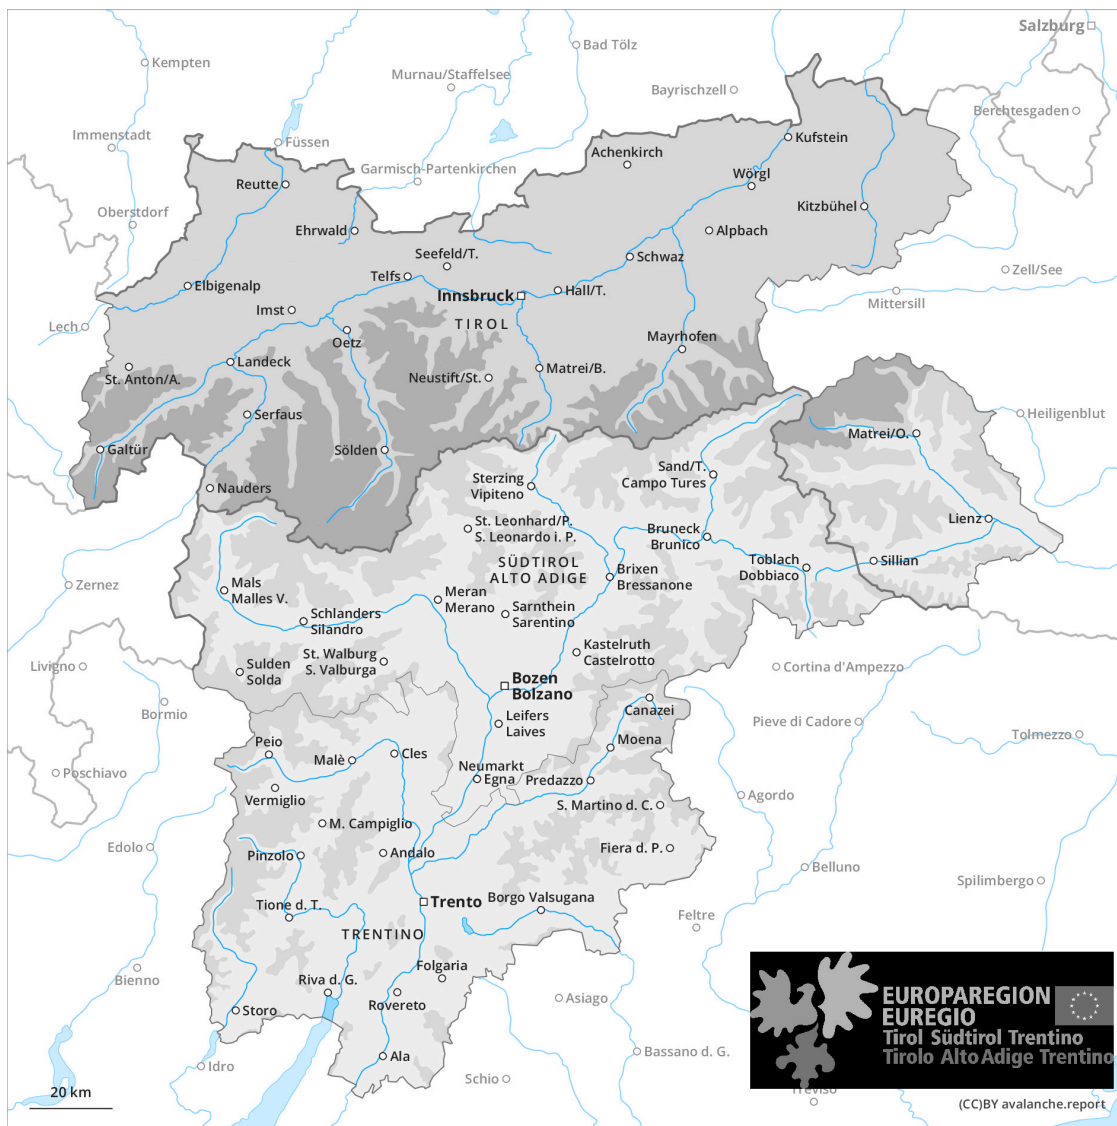 Salzburg
Bad Tölz
Kempten
Murnau/Staffelsee
Bayrischzell
Berchtesgaden
Immenstadt
Füssen
Kufstein
Achenkirch
Garmisch-Partenkirchen
Wörgl
Reutte
Oberstdorf
Kitzbühel
Ehrwald
Alpbach
Seefeld/T.
Schwaz
Zell/See
Telfs
Elbigenalp
Hall/T.
Innsbruck
Mittersill
Imst
TIROL
Lech
Oetz
Mayrhofen
Landeck
Matrei/B.
St. Anton/A.
Neustift/St.
Serfaus
Heiligenblut
Matrei/O.
Galtür
Sölden
Sand/T.
Campo Tures
Sterzing
Vipiteno
Nauders
Lienz
St. Leonhard/P.
S. Leonardo i. P.
Bruneck
Brunico
SÜDTIROL
ALTO ADIGE
Toblach
Dobbiaco
Sillian
Brixen
Bressanone
Zernez
Mals
Malles V.
Meran
Merano
Sarnthein
Sarentino
Schlanders
Silandro
Kastelruth
Castelrotto
St. Walburg
S. Valburga
Livigno
Sulden
Solda
Cortina d'Ampezzo
Bozen
Bolzano
Canazei
Bormio
Leifers
Laives
Pieve di Cadore
Tolmezzo
Moena
Peio
Malè
Cles
Neumarkt
Egna
Predazzo
Poschiavo
Vermiglio
Agordo
S. Martino d. C.
M. Campiglio
Edolo
Pinzolo
Andalo
Fiera d. P.
Belluno
Spilimbergo
Trento
Borgo Valsugana
Tione d. T.
Feltre
TRENTINO
Bienno
Folgaria
Riva d. G.
Rovereto
Asiago
Storo
EUROPAREGION
EUREGIO
Tirol Südtirol Trentino
Tirolo Alto Adige Trentino
Ala
Bassano d. G.
Idro
Schio
20 km
Treviso
(CC)BY avalanche.report